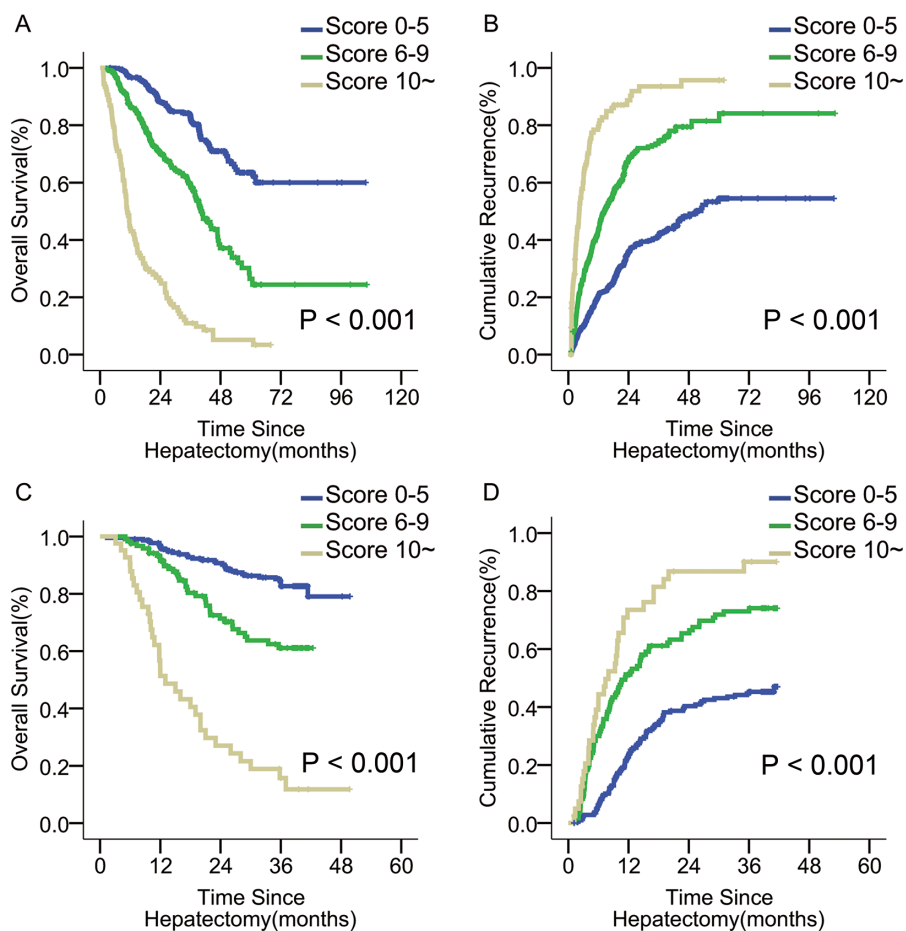 A
Score 0-5
Score 6-9
Score 10~
Overall Survival(%)
1.0
0.8
0.6
0.4
0.2
0.0
P < 0.001
0 24 48 72 96 120
Time Since
Hepatectomy(months)
B
Score 0-5
Score 6-9
Score 10~
Cumulative Recurrence(%)
1.0
0.8
0.6
0.4
0.2
0.0
P < 0.001
0 24 48 72 96 120
Time Since
Hepatectomy(months)
C
Score 0-5
Score 6-9
Score 10~
Overall Survival(%)
1.0
0.8
0.6
0.4
0.2
0.0
P < 0.001
0 12 24 36 48 60
Time Since
Hepatectomy(months)
D
Score 0-5
Score 6-9
Score 10~
Cumulative Recurrence(%)
1.0
0.8
0.6
0.4
0.2
0.0
P < 0.001
0 12 24 36 48 60
Time Since
Hepatectomy(months)